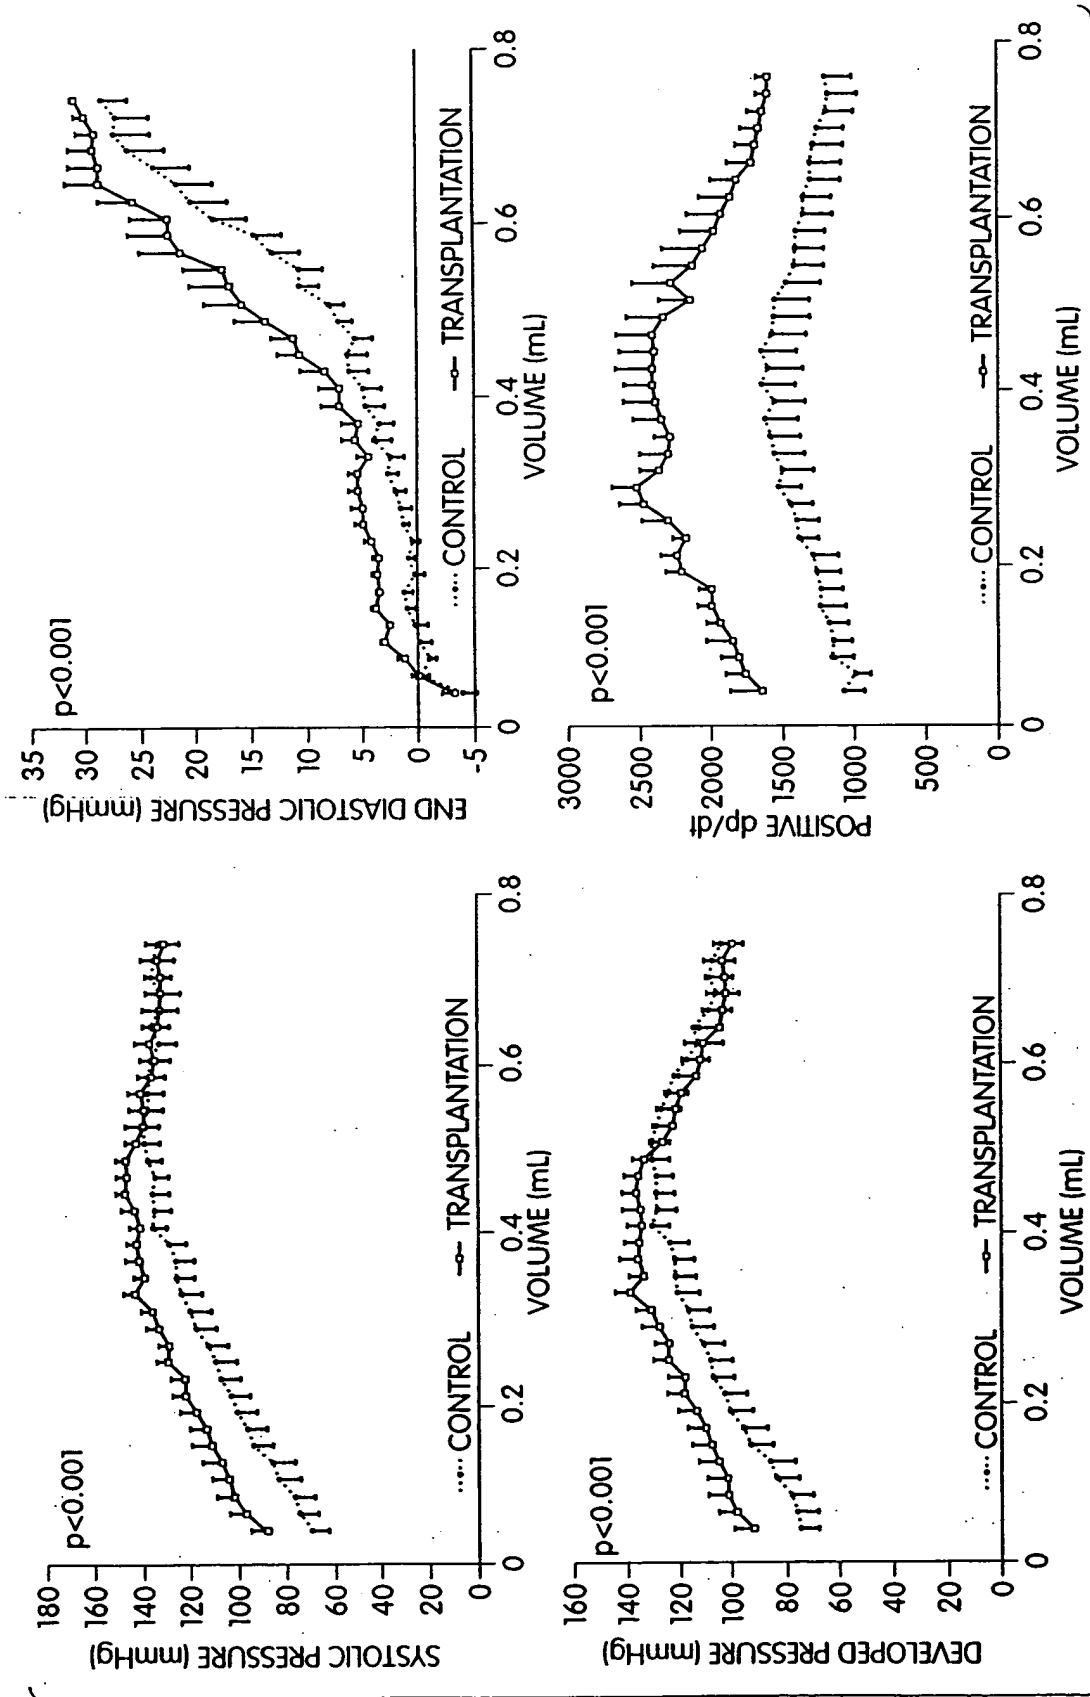 p<0.001
180
160
140
120
100
80
60
40
20
0
SYSTOLIC PRESSURE (mmHg)
0 0.2 0.4 0.6 0.8
VOLUME (mL)
CONTROL TRANSPLANTATION
p<0.001
35
30
25
20
15
10
5
0
-5
END DIASTOLIC PRESSURE (mmHg)
0 0.2 0.4 0.6 0.8
VOLUME (mL)
CONTROL TRANSPLANTATION
p<0.001
160
140
120
100
80
60
40
20
0
DEVELOPED PRESSURE (mmHg)
0 0.2 0.4 0.6 0.8
VOLUME (mL)
CONTROL TRANSPLANTATION
p<0.001
3000
2500
2000
1500
1000
500
0
POSITIVE dp/dt
0 0.2 0.4 0.6 0.8
VOLUME (mL)
CONTROL TRANSPLANTATION